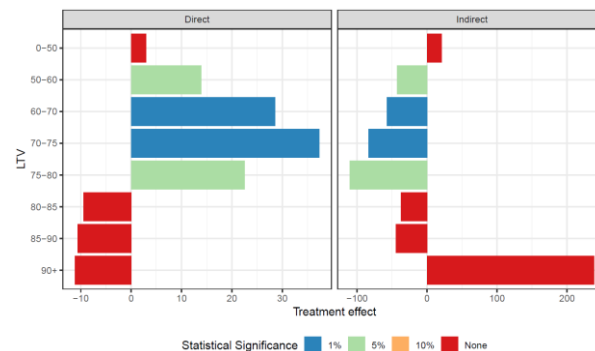 Direct
Indirect
LTV
0−50
50−60
60−70
70−75
75−80
80−85
85−90
90+
−10 0 10 20 30
−100 0 100 200
Treatment effect
Statistical Significance 1% 5% 10% None